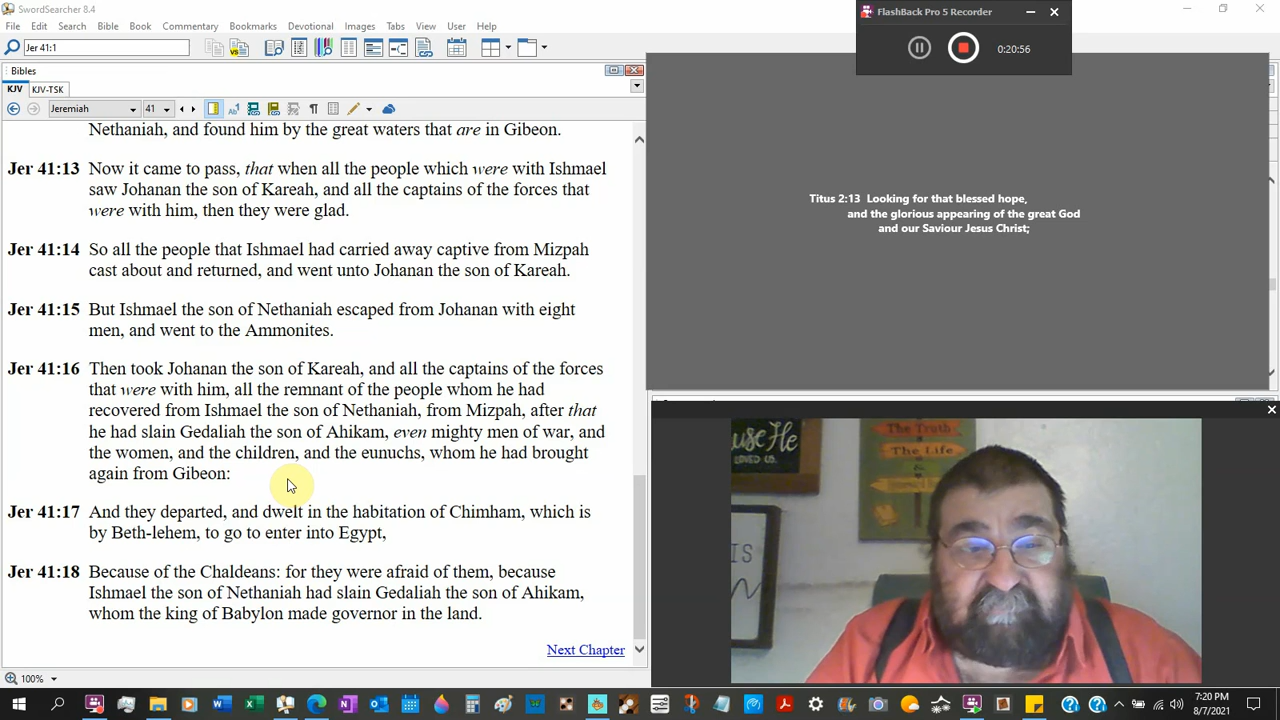 SwordSearcher 8.4
File Edit Search Bible Book Commentary Bookmarks Devotional Images Tabs View User Help
Jer 41:1
Bibles
KJV KJV-TSK
Jeremiah 41
Nethaniah, and found him by the great waters that are in Gibeon.
Jer 41:13 Now it came to pass, that when all the people which were with Ishmael
saw Johanan the son of Kareah, and all the captains of the forces that
were with him, then they were glad.
Jer 41:14 So all the people that Ishmael had carried away captive from Mizpah
cast about and returned, and went unto Johanan the son of Kareah.
Jer 41:15 But Ishmael the son of Nethaniah escaped from Johanan with eight
men, and went to the Ammonites.
Jer 41:16 Then took Johanan the son of Kareah, and all the captains of the forces
that were with him, all the remnant of the people whom he had
recovered from Ishmael the son of Nethaniah, from Mizpah, after that
he had slain Gedaliah the son of Ahikam, even mighty men of war, and
the women, and the children, and the eunuchs, whom he had brought
again from Gibeon:
Jer 41:17 And they departed, and dwelt in the habitation of Chimham, which is
by Beth-lehem, to go to enter into Egypt,
Jer 41:18 Because of the Chaldeans: for they were afraid of them, because
Ishmael the son of Nethaniah had slain Gedaliah the son of Ahikam,
whom the king of Babylon made governor in the land.
Next Chapter
100%
FlashBack Pro 5 Recorder
0:20:56
Titus 2:13 Looking for that blessed hope,
and the glorious appearing of the great God
and our Saviour Jesus Christ;
cause He
LOVED US.
The Truth
The Life
IS
7:20 PM
8/7/2021